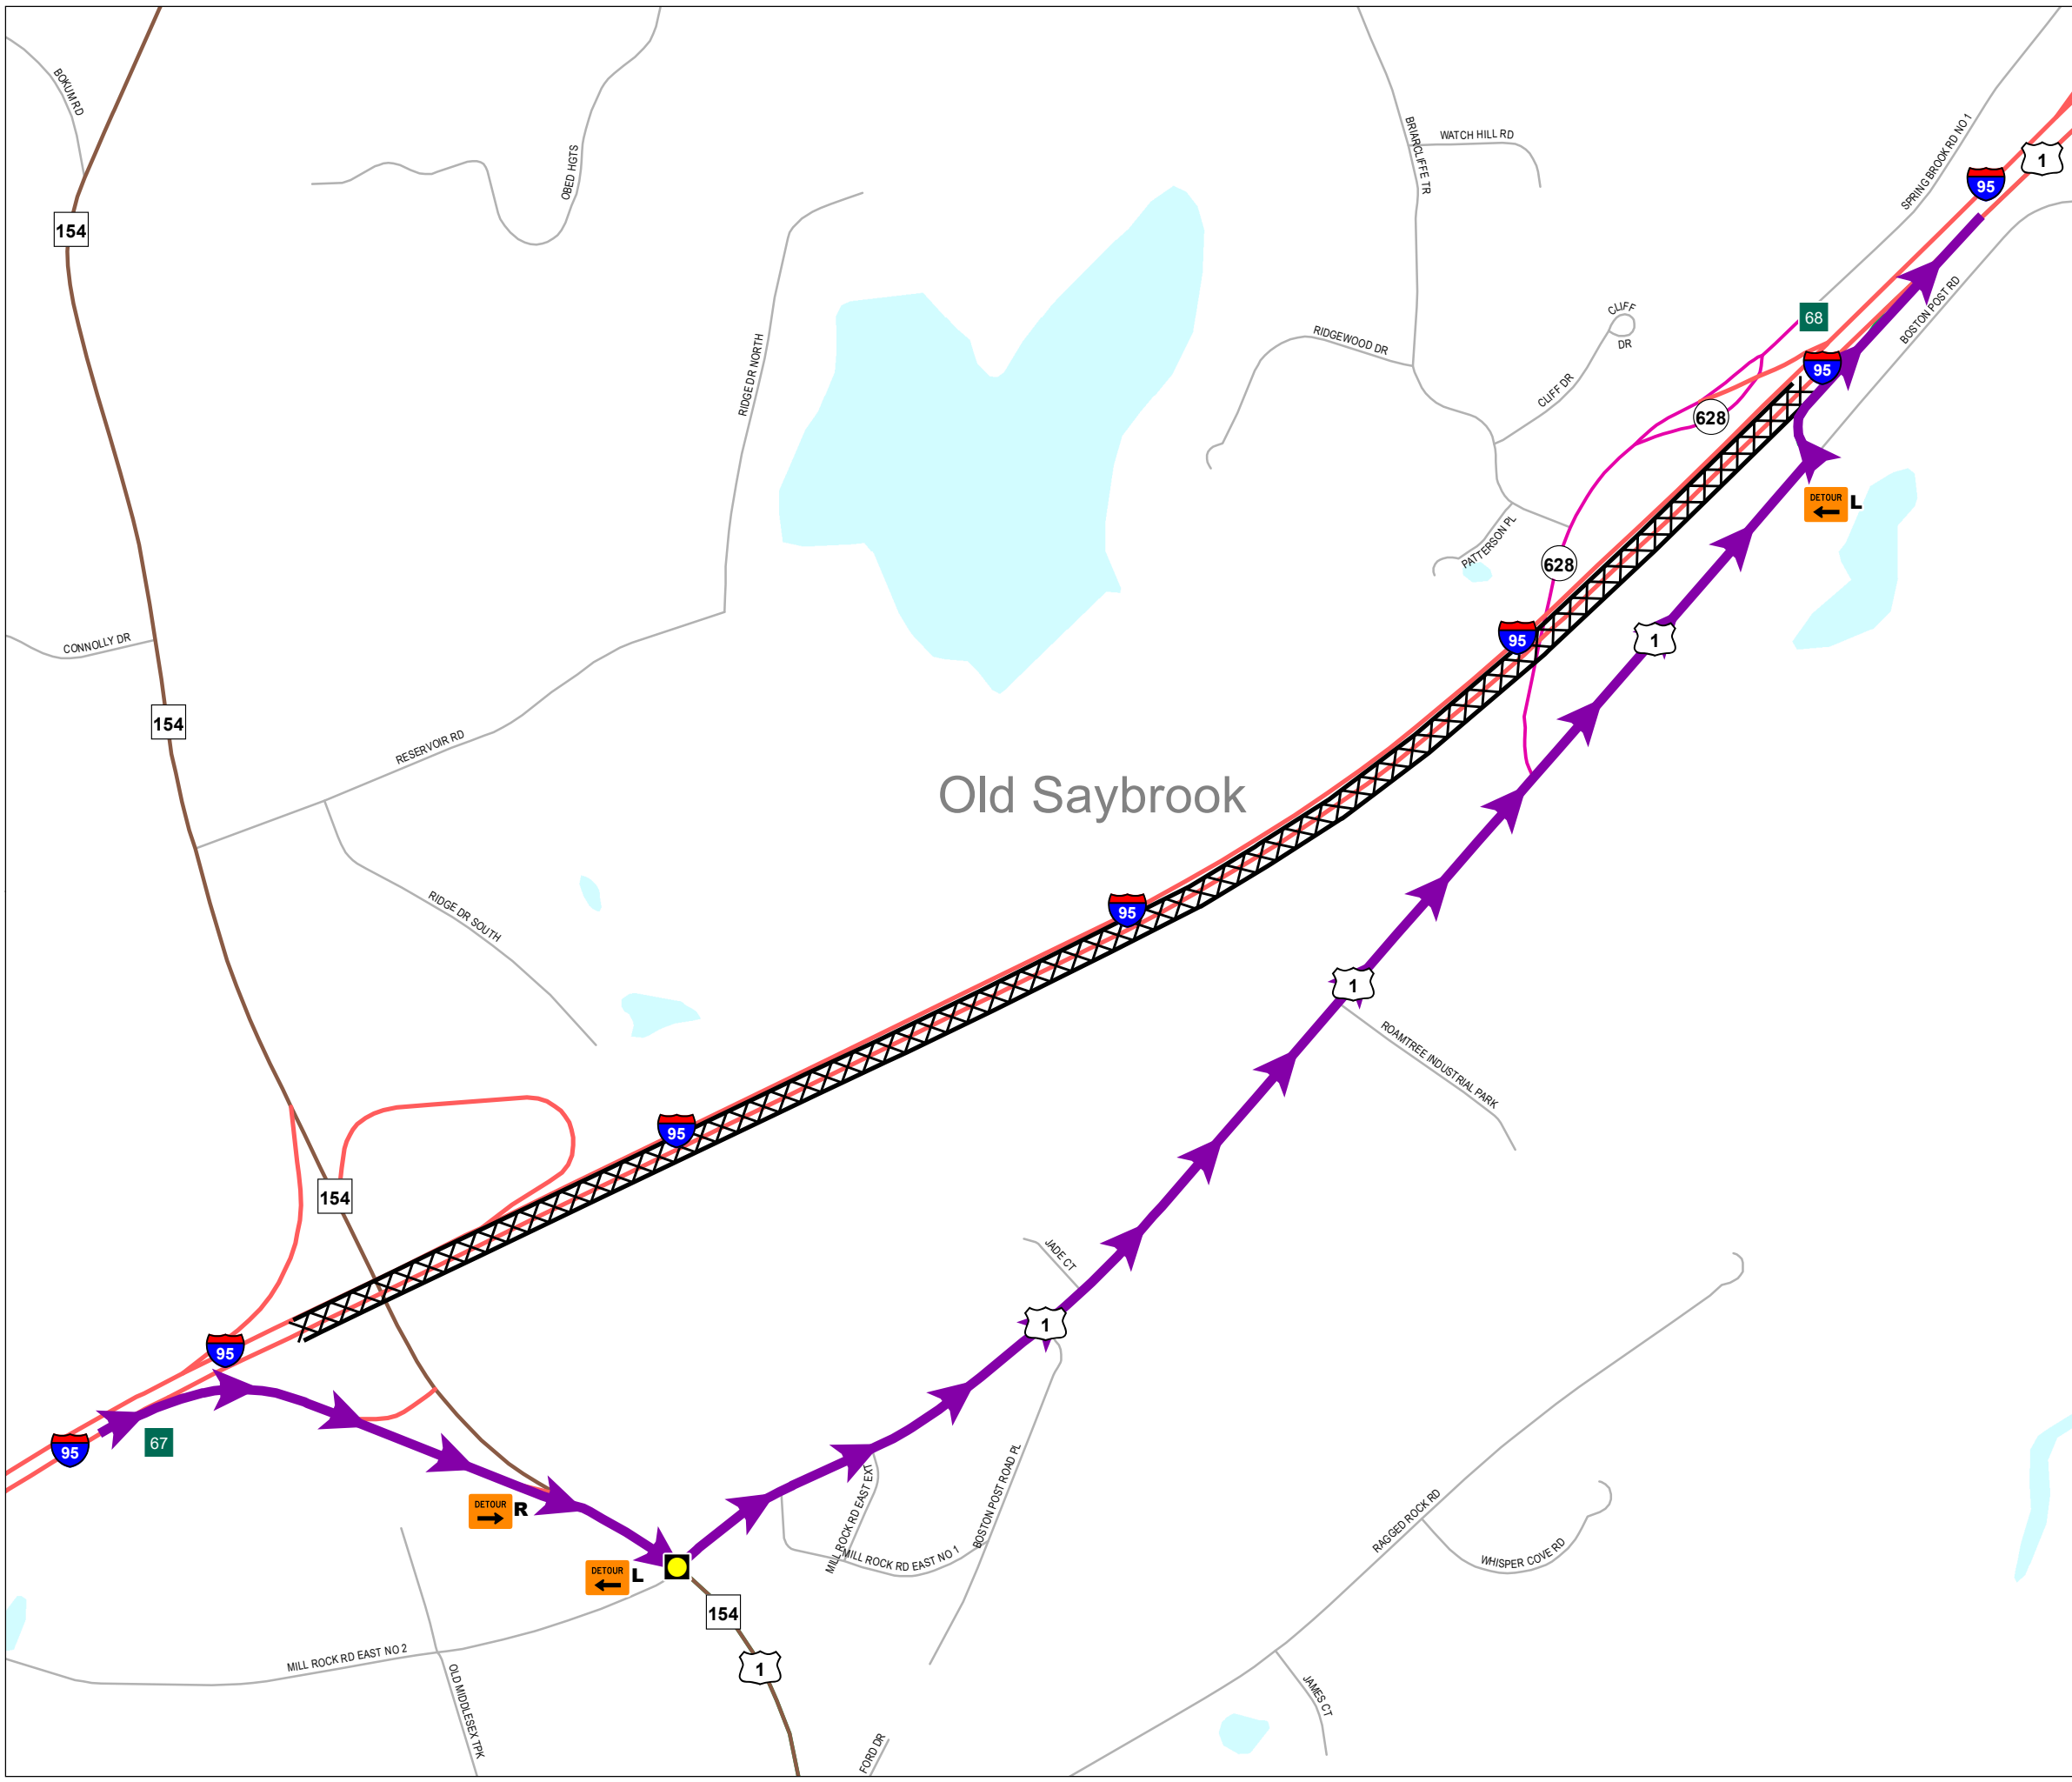 BOKUM RD
OBED HGTS
BRIARCLIFFE TR
WATCH HILL RD
SPRING BROOK RD NO 1
1
95
154
RIDGE DR NORTH
RIDGEWOOD DR
CLIFF
DR
CLIFF DR
68
BOSTON POST RD
95
628
DETOUR
L
PATTERSON PL
628
95
1
CONNOLLY DR
154
RESERVOIR RD
Old Saybrook
RIDGE DR SOUTH
95
1
ROAMTREE INDUSTRIAL PARK
95
154
JADE CT
1
95
95
67
DETOUR
R
MILL ROCK RD EAST EXT
BOSTON POST ROAD PL
MILL ROCK RD EAST NO 1
RAGGED ROCK RD
WHISPER COVE RD
DETOUR
L
154
MILL ROCK RD EAST NO 2
1
OLD MIDDLESEX TPK
JAMES CT
FORD DR